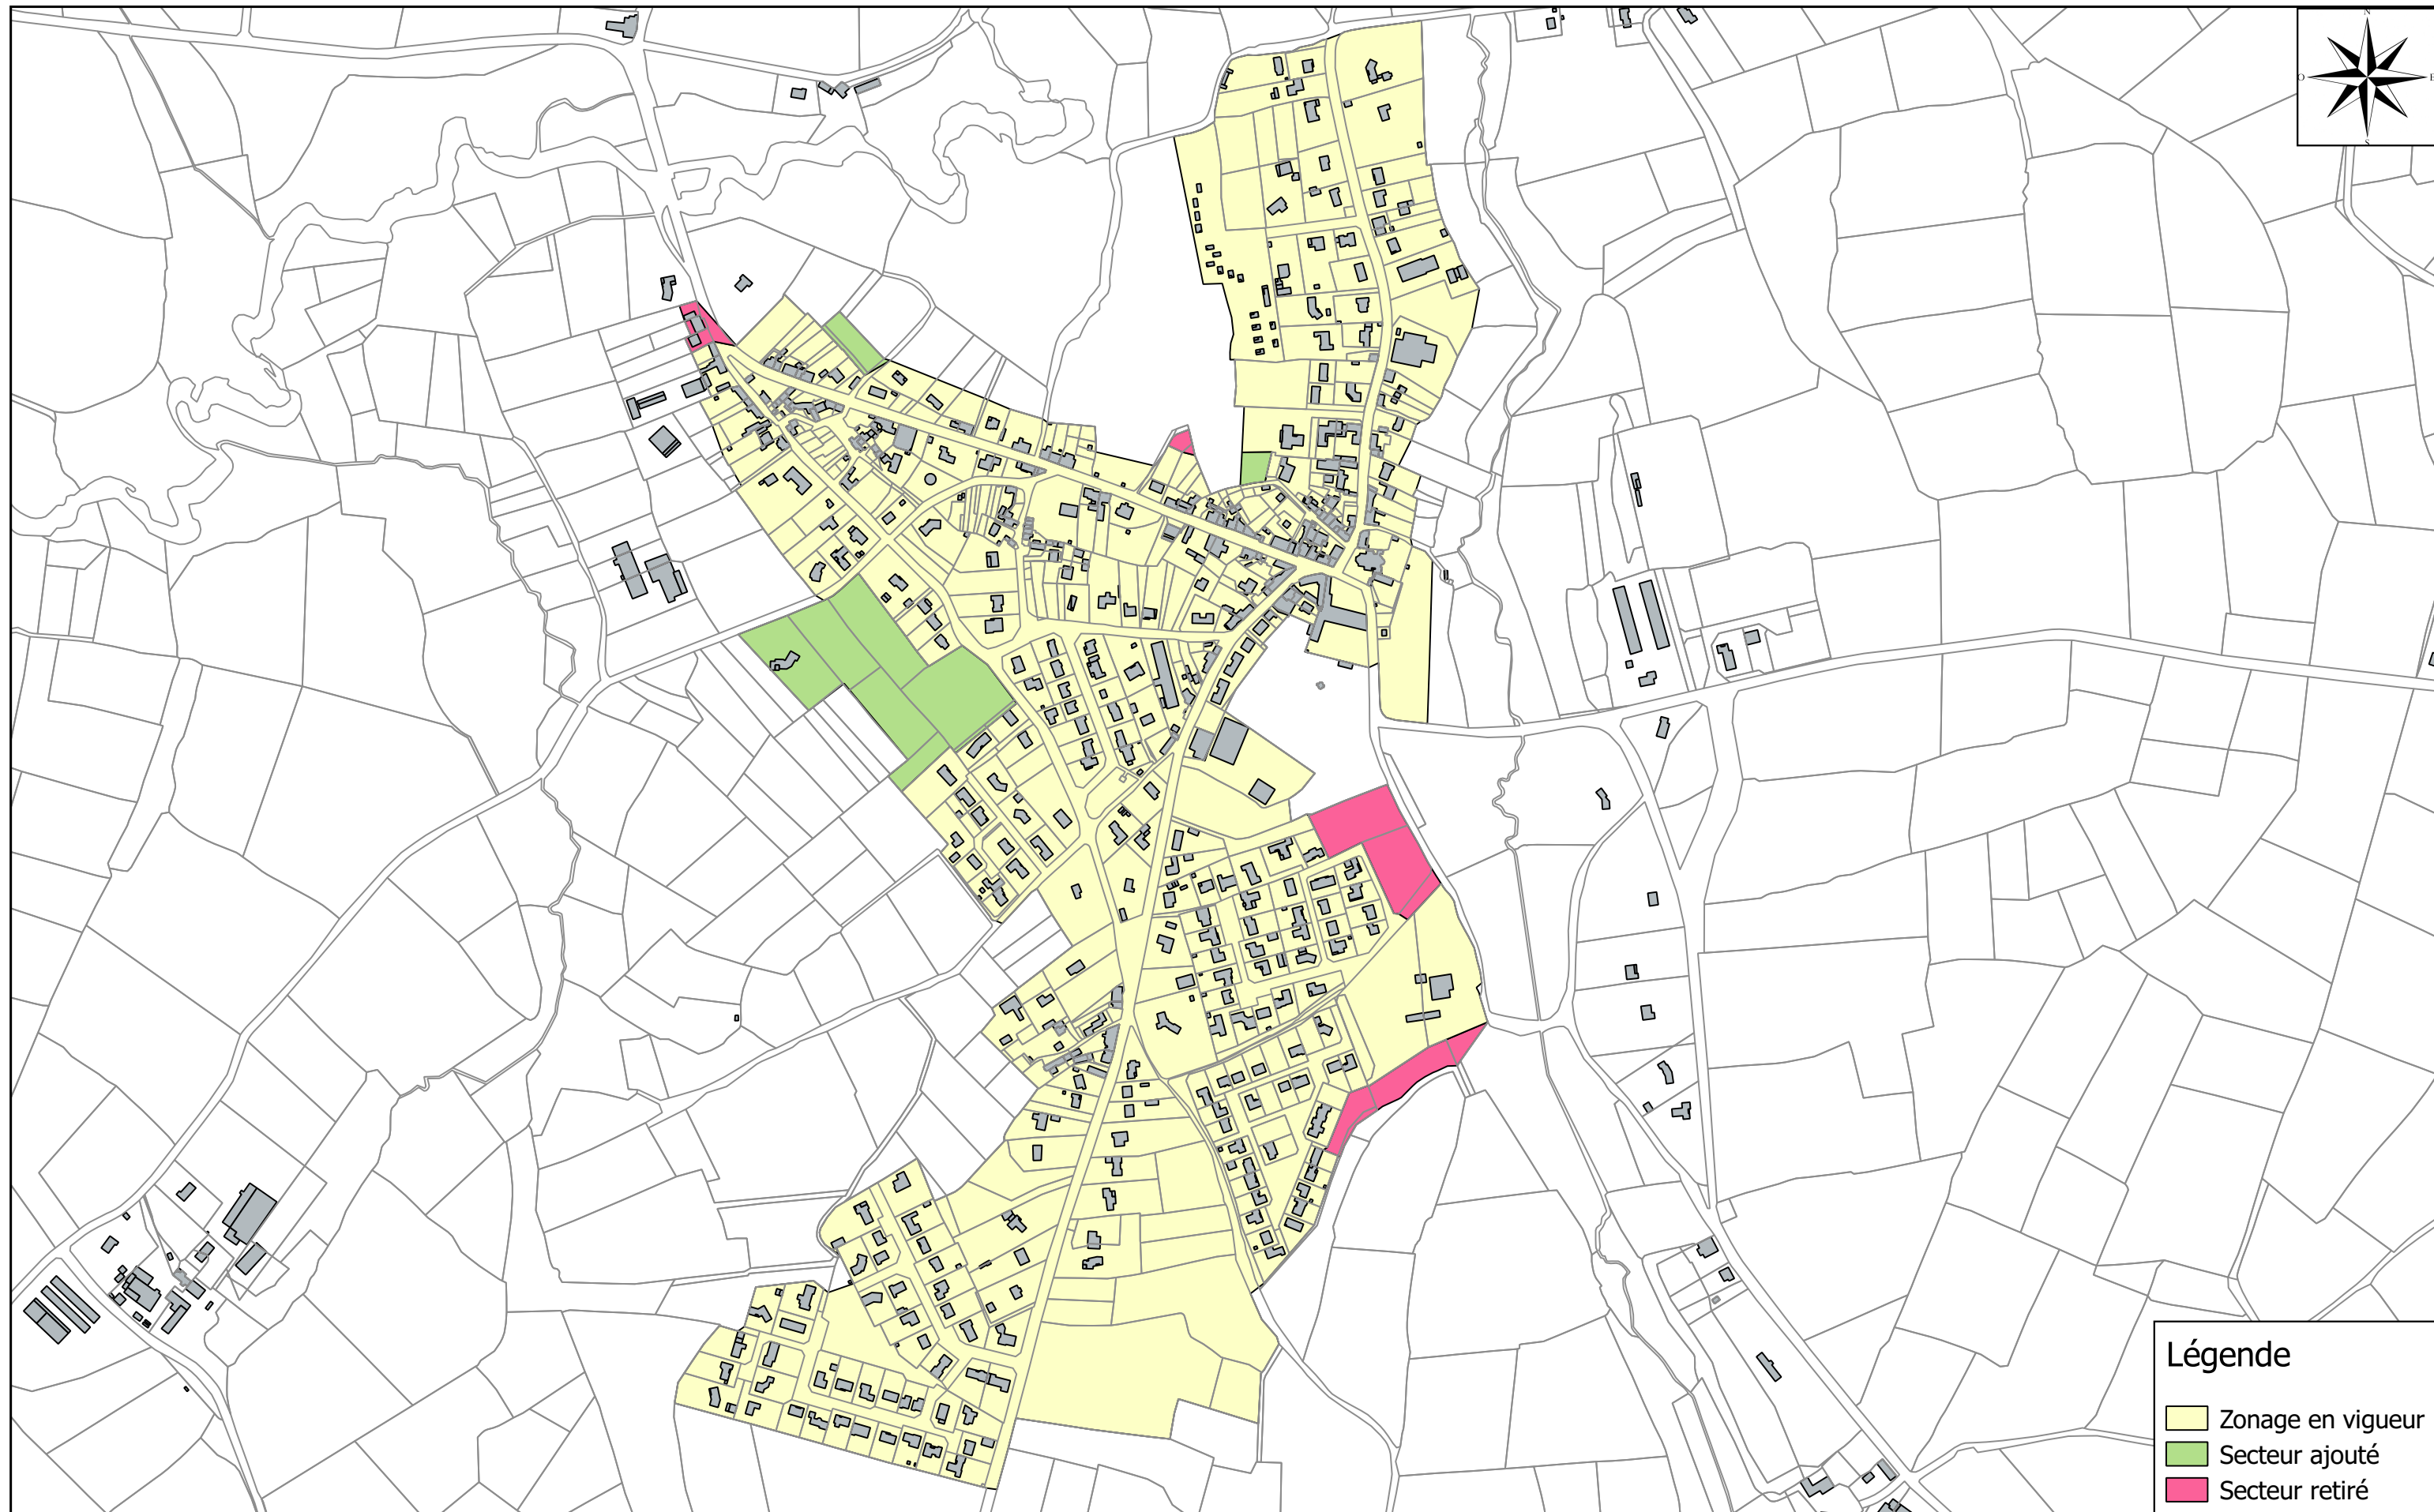 N
O
E
S
Légende
Zonage en vigueur
Secteur ajouté
Secteur retiré